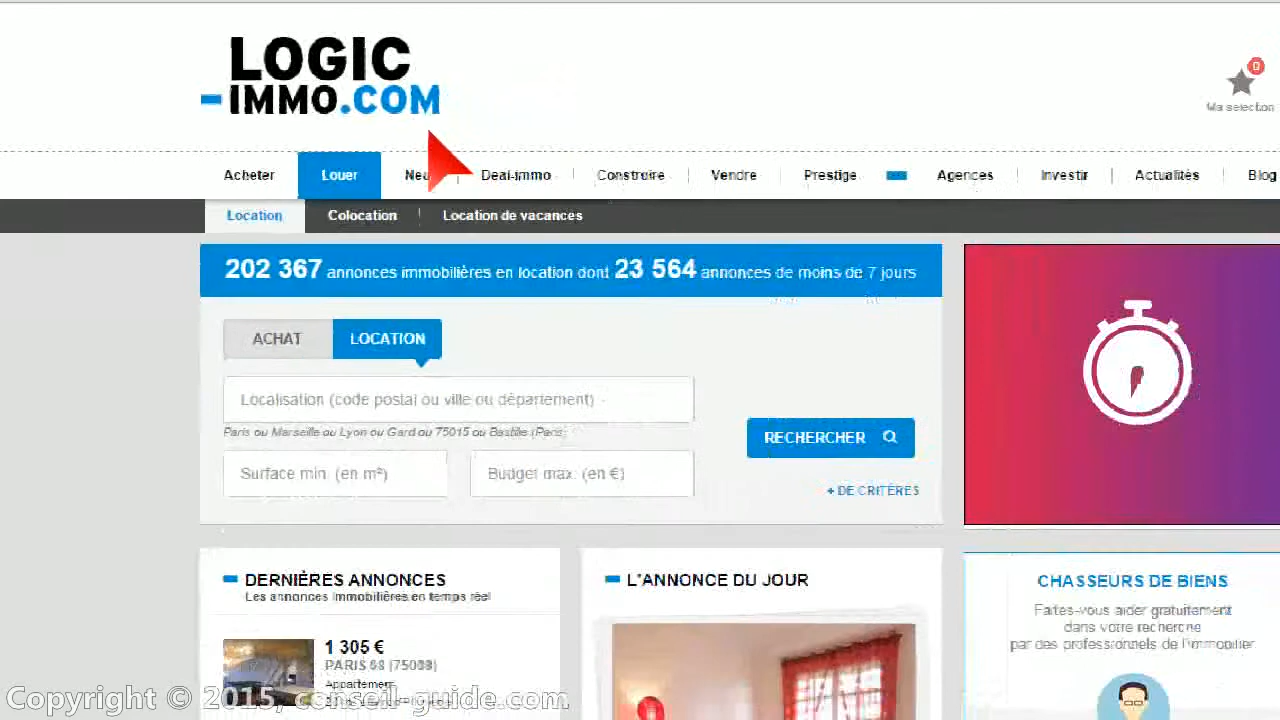 LOGIC
-IMMO.COM
0
Ma sélection
Acheter Louer Deal-immo Construire Vendre Prestige Agences Investir Actualités Blog
Location Colocation Location de vacances
202 367 annonces immobilières en location dont 23 564 annonces de moins de 7 jours
ACHAT LOCATION
Localisation (code postal ou ville ou département)
Paris ou Marseille ou Lyon ou Gard ou 75015 ou Bastille (Paris)
RECHERCHER
Surface min. (en m²) Budget max. (en €)
+ DE CRITÈRES
DERNIÈRES ANNONCES
Les annonces immobilières en temps réel
1 305 €
Appartement
L'ANNONCE DU JOUR
CHASSEURS DE BIENS
Faites-vous aider gratuitement
dans votre recherche
par des professionnels de l'immobilier
Copyright © 2015, conseil-guide.com